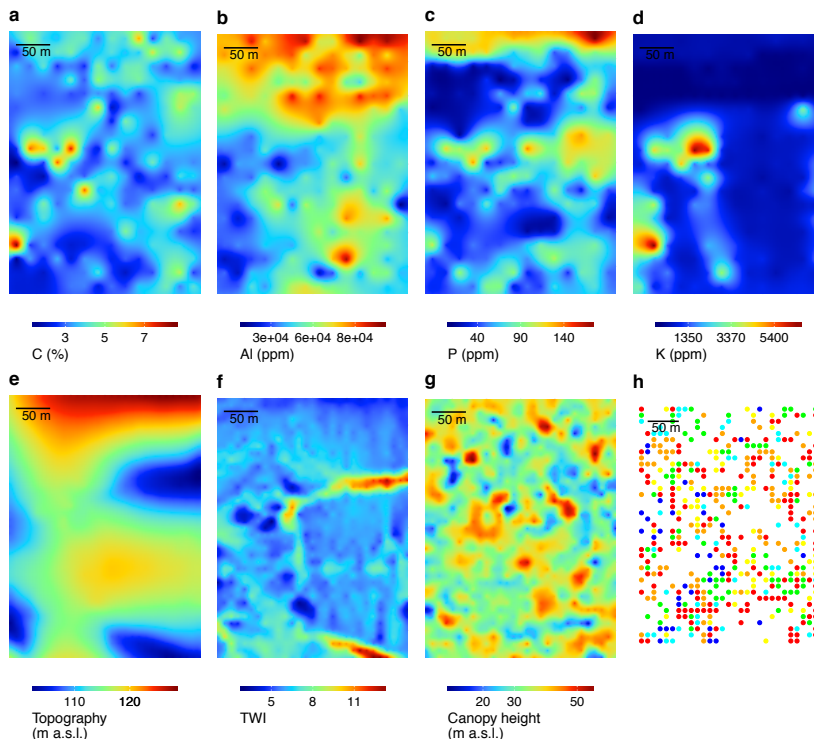 a
b
c
d
50 m
50 m
50 m
50 m
3 5 7
C (%)
3e+04 6e+04 8e+04
Al (ppm)
40 90 140
P (ppm)
1350 3370 5400
K (ppm)
e
f
g
h
50 m
50 m
50 m
50 m
110 120
Topography
(m a.s.l.)
5 8 11
TWI
20 30 50
Canopy height
(m a.s.l.)